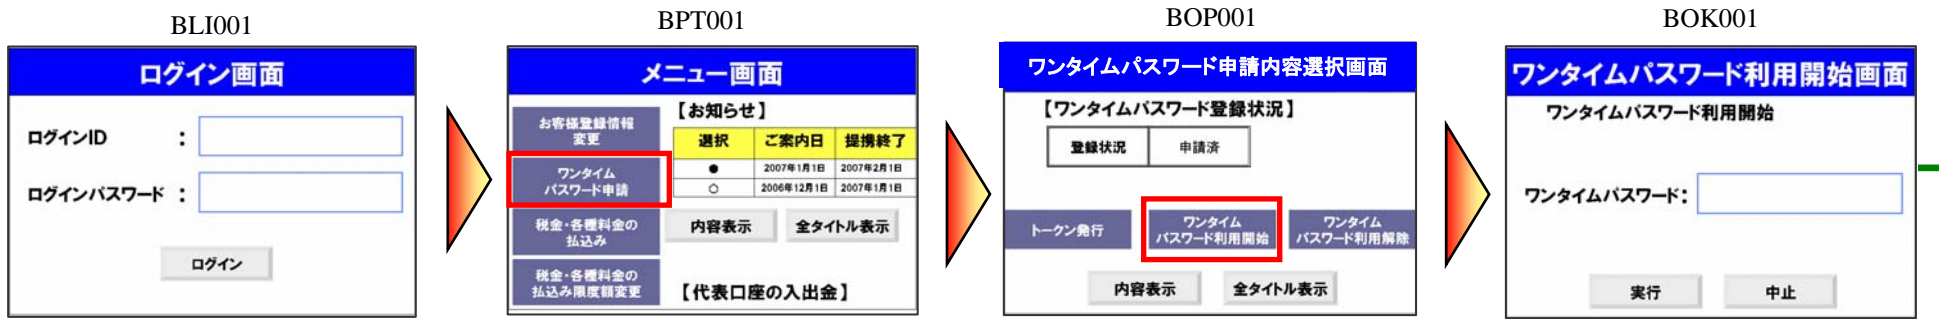 BLI001
ログイン画面
ログインID ：
ログインパスワード ：
ログイン
BPT001
メニュー画面
お客様登録情報
変更
ワンタイム
パスワード申請
税金・各種料金の
払込み
税金・各種料金の
払込み限度額変更
【お知らせ】
選択 ご案内日 提携終了
● 2007年1月1日 2007年2月1日
○ 2006年12月1日 2007年1月1日
内容表示 全タイトル表示
【代表口座の入出金】
BOP001
ワンタイムパスワード申請内容選択画面
【ワンタイムパスワード登録状況】
登録状況 申請済
トークン発行
ワンタイム
パスワード利用開始
ワンタイム
パスワード利用解除
内容表示 全タイトル表示
BOK001
ワンタイムパスワード利用開始画面
ワンタイムパスワード利用開始
ワンタイムパスワード：
実行 中止